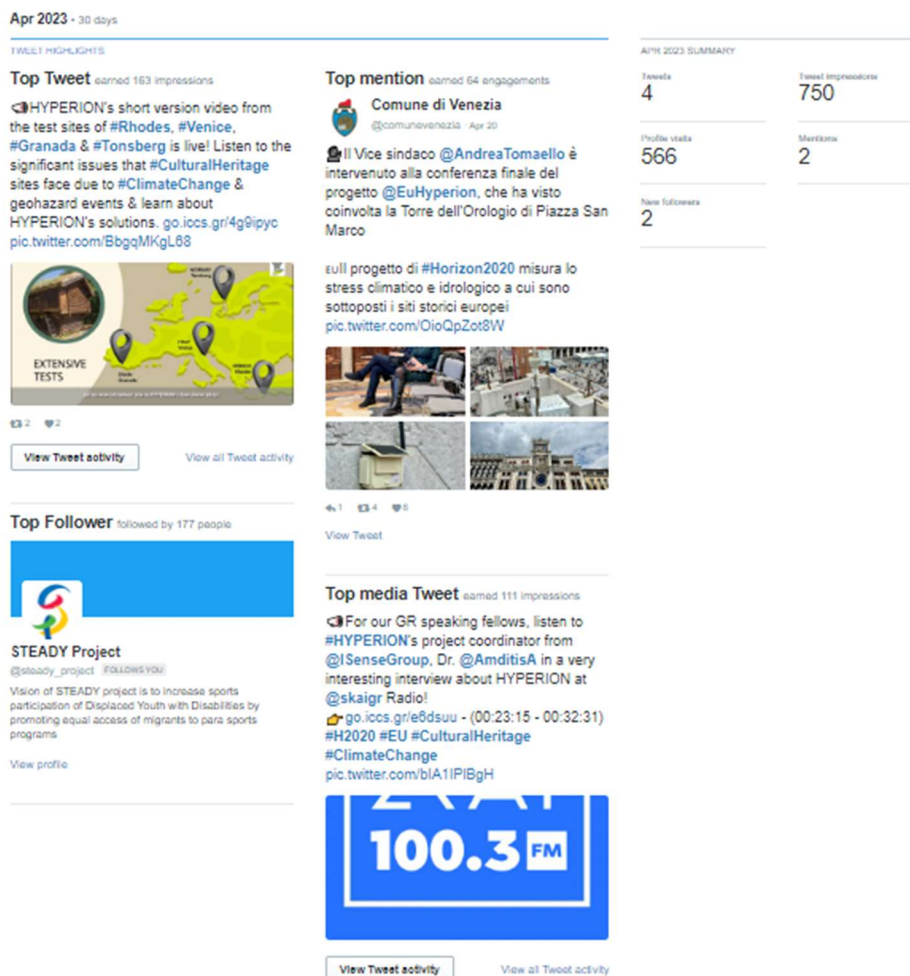 Apr 2023 • 30 days
TWEET HIGHLIGHTS
Top Tweet earned 163 impressions
HYPERION's short version video from
the test sites of #Rhodes, #Venice,
#Granada & #Tonsberg is live! Listen to the
significant issues that #CulturalHeritage
sites face due to #ClimateChange &
geohazard events & learn about
HYPERION's solutions. go.iccs.gr/4g9ipyc
pic.twitter.com/BbgqMKgL68
EXTENSIVE
TESTS
2 2
View Tweet activity
View all Tweet activity
Top Follower followed by 177 people
STEADY Project
@steady_project FOLLOWS YOU
Vision of STEADY project is to increase sports
participation of Displaced Youth with Disabilities by
promoting equal access of migrants to para sports
programs
View profile
Top mention earned 64 engagements
Comune di Venezia
@comunevenezia · Apr 20
Il Vice sindaco @AndreaTomaello è
intervenuto alla conferenza finale del
progetto @EuHyperion, che ha visto
coinvolta la Torre dell'Orologio di Piazza San
Marco
EUIl progetto di #Horizon2020 misura lo
stress climatico e idrologico a cui sono
sottoposti i siti storici europei
pic.twitter.com/OioQpZot8W
1 4 6
View Tweet
Top media Tweet earned 111 impressions
For our GR speaking fellows, listen to
#HYPERION's project coordinator from
@ISenseGroup, Dr. @AmditisA in a very
interesting interview about HYPERION at
@skaigr Radio!
go.iccs.gr/e6dsuu - (00:23:15 - 00:32:31)
#H2020 #EU #CulturalHeritage
#ClimateChange
pic.twitter.com/blA1IPIBgH
100.3 FM
View Tweet activity
View all Tweet activity
APR 2023 SUMMARY
Tweets
4
Tweet impressions
750
Profile visits
566
Mentions
2
New followers
2